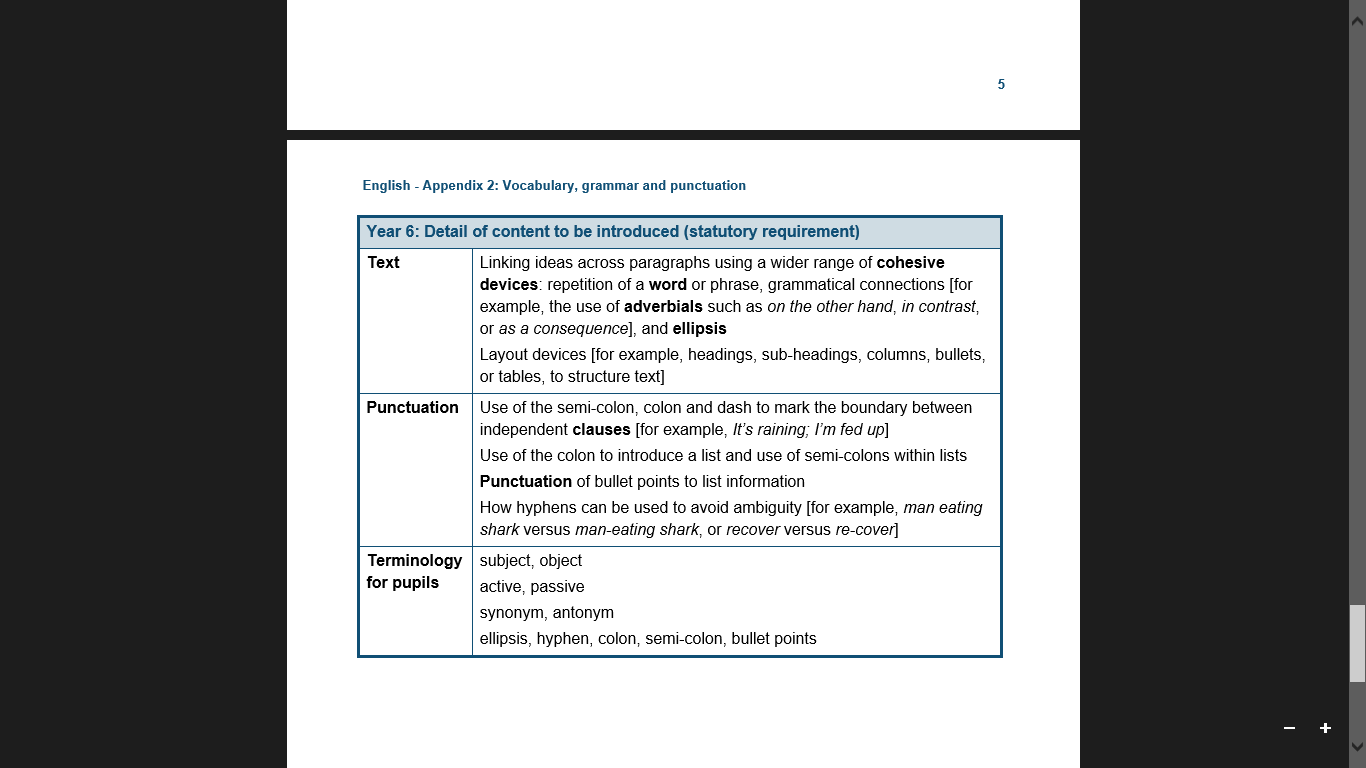 5
English - Appendix 2: Vocabulary, grammar and punctuation
Year 6: Detail of content to be introduced (statutory requirement)
Text
Linking ideas across paragraphs using a wider range of cohesive
devices: repetition of a word or phrase, grammatical connections [for
example, the use of adverbials such as on the other hand, in contrast,
or as a consequence], and ellipsis
Layout devices [for example, headings, sub-headings, columns, bullets,
or tables, to structure text]
Punctuation
Use of the semi-colon, colon and dash to mark the boundary between
independent clauses [for example, It’s raining; I’m fed up]
Use of the colon to introduce a list and use of semi-colons within lists
Punctuation of bullet points to list information
How hyphens can be used to avoid ambiguity [for example, man eating
shark versus man-eating shark, or recover versus re-cover]
Terminology
for pupils
subject, object
active, passive
synonym, antonym
ellipsis, hyphen, colon, semi-colon, bullet points